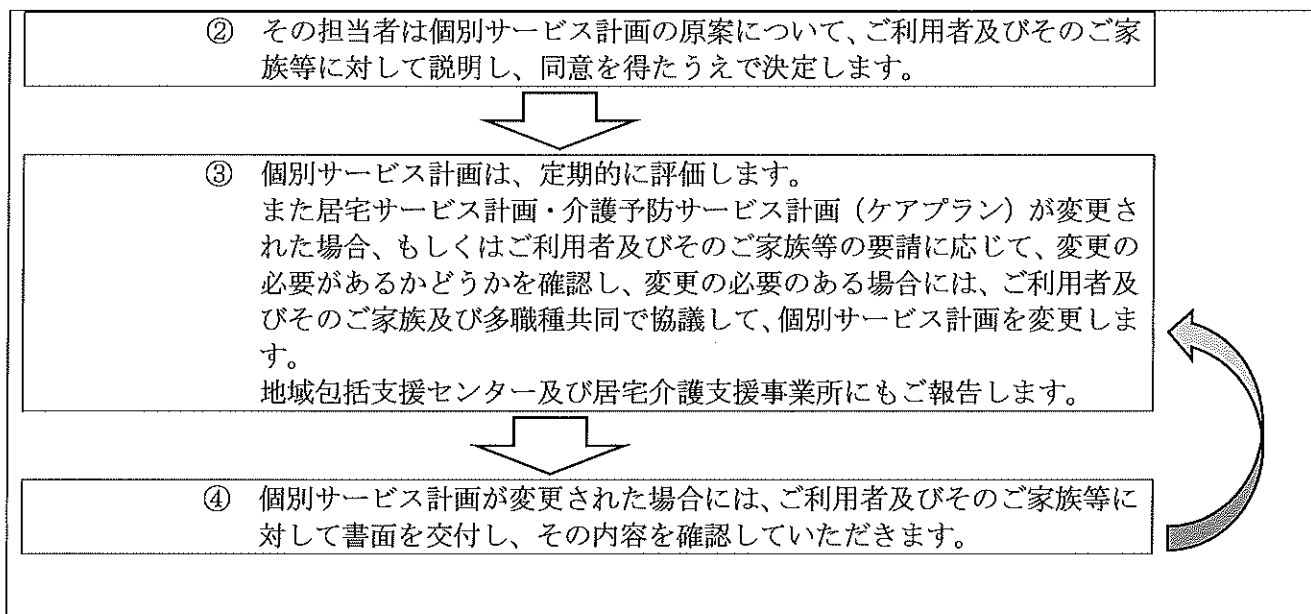 ② その担当者は個別サービス計画の原案について、ご利用者及びそのご家
族等に対して説明し、同意を得たうえで決定します。
③ 個別サービス計画は、定期的に評価します。
また居宅サービス計画・介護予防サービス計画（ケアプラン）が変更さ
れた場合、もしくはご利用者及びそのご家族等の要請に応じて、変更の
必要があるかどうかを確認し、変更の必要のある場合には、ご利用者及
びそのご家族及び多職種共同で協議して、個別サービス計画を変更しま
す。
地域包括支援センター及び居宅介護支援事業所にもご報告します。
④ 個別サービス計画が変更された場合には、ご利用者及びそのご家族等に
対して書面を交付し、その内容を確認していただきます。